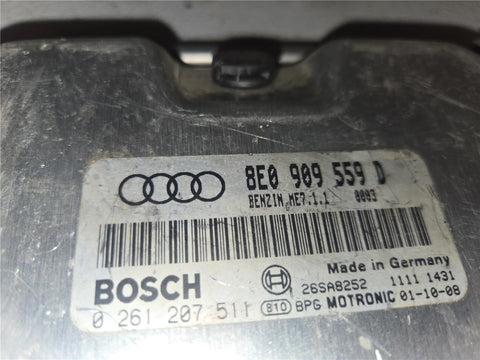 8E0 909 559 D
BENZIN ME7.1.1 0003
Made in Germany
BOSCH 26SA8252 1111 1431
0 261 207 511 810 BPG MOTRONIC 01-10-08